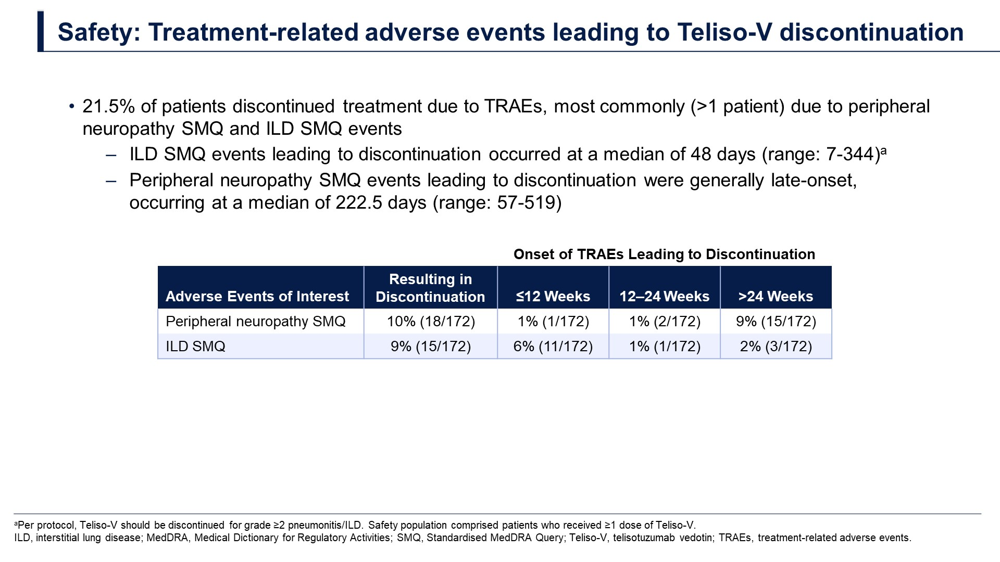 Safety: Treatment-related adverse events leading to Teliso-V discontinuation
• 21.5% of patients discontinued treatment due to TRAEs, most commonly (>1 patient) due to peripheral
neuropathy SMQ and ILD SMQ events
– ILD SMQ events leading to discontinuation occurred at a median of 48 days (range: 7-344)ᵃ
– Peripheral neuropathy SMQ events leading to discontinuation were generally late-onset,
occurring at a median of 222.5 days (range: 57-519)
Onset of TRAEs Leading to Discontinuation
Adverse Events of Interest Resulting in Discontinuation ≤12 Weeks 12–24 Weeks >24 Weeks
Peripheral neuropathy SMQ 10% (18/172) 1% (1/172) 1% (2/172) 9% (15/172)
ILD SMQ 9% (15/172) 6% (11/172) 1% (1/172) 2% (3/172)
ᵃPer protocol, Teliso-V should be discontinued for grade ≥2 pneumonitis/ILD. Safety population comprised patients who received ≥1 dose of Teliso-V.
ILD, interstitial lung disease; MedDRA, Medical Dictionary for Regulatory Activities; SMQ, Standardised MedDRA Query; Teliso-V, telisotuzumab vedotin; TRAEs, treatment-related adverse events.